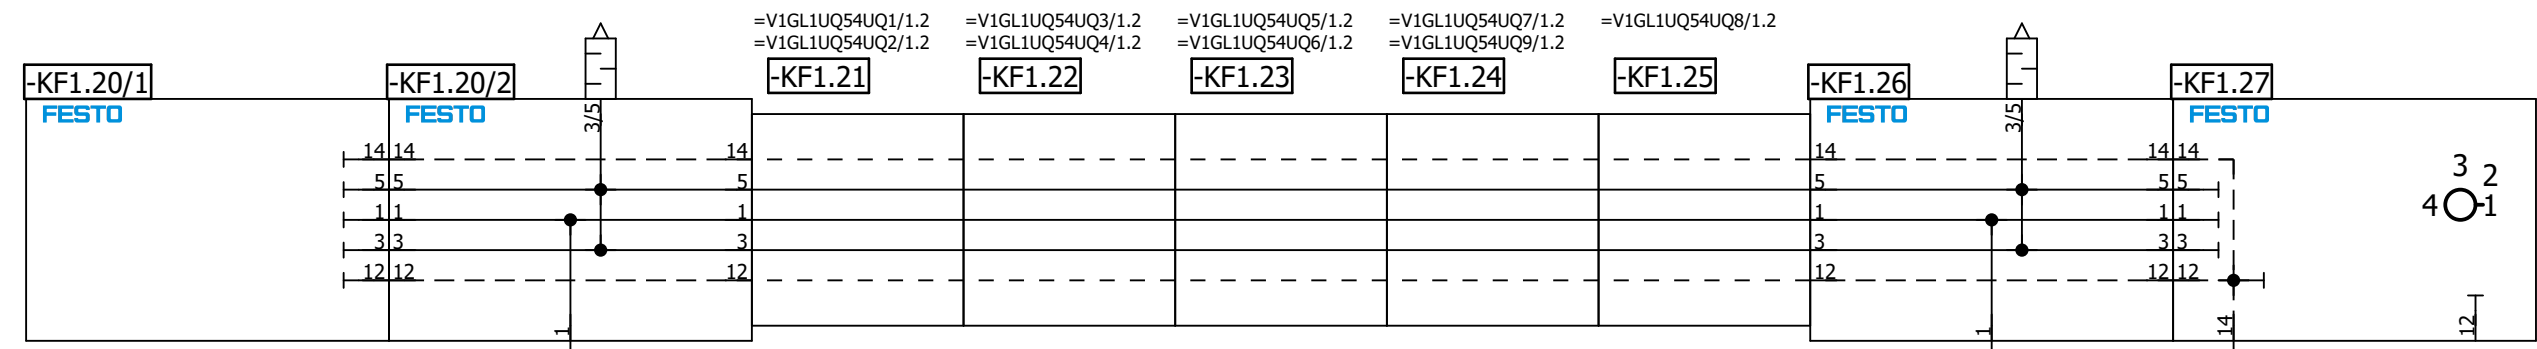 =V1GL1UQ54UQ1/1.2 =V1GL1UQ54UQ3/1.2 =V1GL1UQ54UQ5/1.2 =V1GL1UQ54UQ7/1.2 =V1GL1UQ54UQ8/1.2
=V1GL1UQ54UQ2/1.2 =V1GL1UQ54UQ4/1.2 =V1GL1UQ54UQ6/1.2 =V1GL1UQ54UQ9/1.2
-KF1.20/1 -KF1.20/2 -KF1.21 -KF1.22 -KF1.23 -KF1.24 -KF1.25 -KF1.26 -KF1.27
FESTO FESTO FESTO FESTO
3/5 3/5
14 14 14 14 14 14
5 5 5 5 5 5
1 1 1 1 1 1
3 3 3 3 3 3
12 12 12 12 12 12
3 2
4 1
1 1 14 12